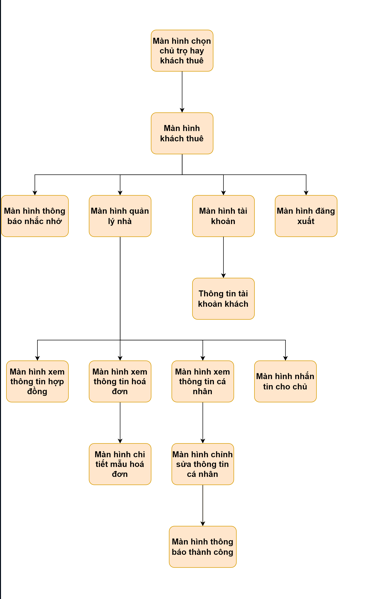 Màn hình chọn
chủ trọ hay
khách thuê
Màn hình
khách thuê
Màn hình thông
báo nhắc nhở
Màn hình quản
lý nhà
Màn hình tài
khoản
Màn hình đăng
xuất
Thông tin tài
khoản khách
Màn hình xem
thông tin hợp
đồng
Màn hình xem
thông tin hoá
đơn
Màn hình xem
thông tin cá
nhân
Màn hình nhắn
tin cho chủ
Màn hình chi
tiết mẫu hoá
đơn
Màn hình chỉnh
sửa thông tin
cá nhân
Màn hình thông
báo thành công